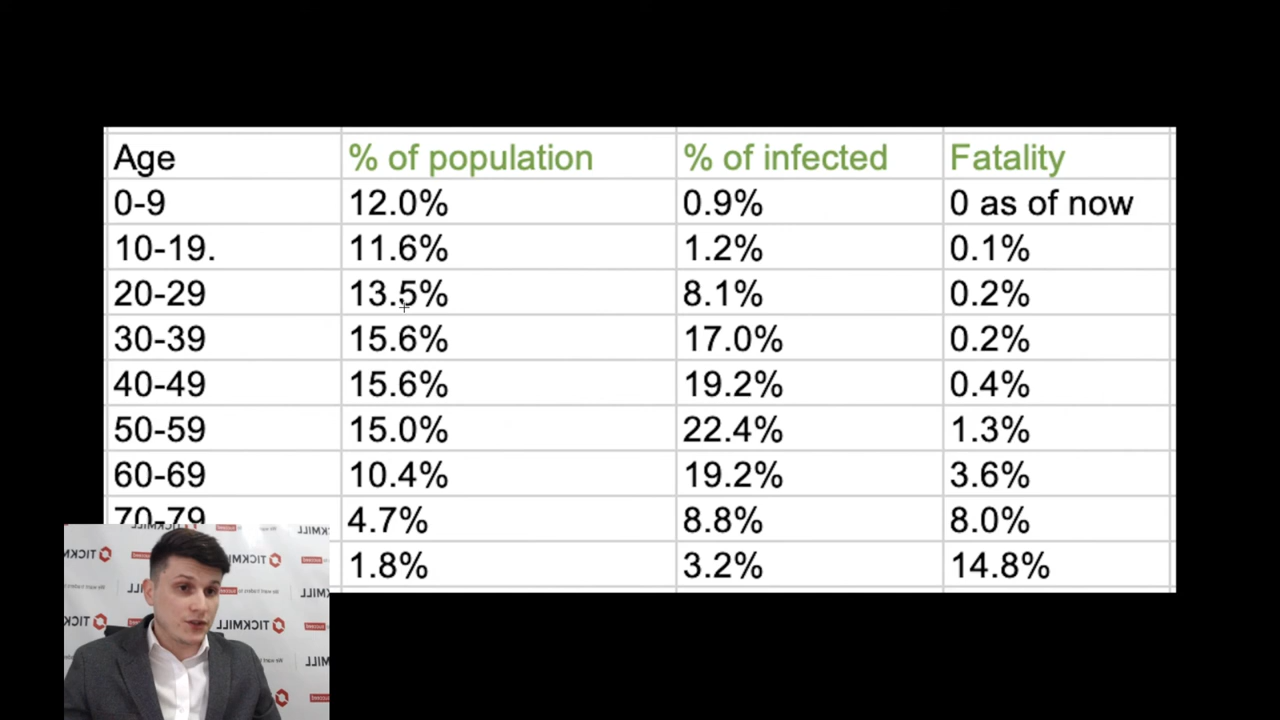 Age % of population % of infected Fatality
0-9 12.0% 0.9% 0 as of now
10-19. 11.6% 1.2% 0.1%
20-29 13.5% 8.1% 0.2%
30-39 15.6% 17.0% 0.2%
40-49 15.6% 19.2% 0.4%
50-59 15.0% 22.4% 1.3%
60-69 10.4% 19.2% 3.6%
70-79 4.7% 8.8% 8.0%
1.8% 3.2% 14.8%
TICKMILL
TICKMILL
TICKMILL